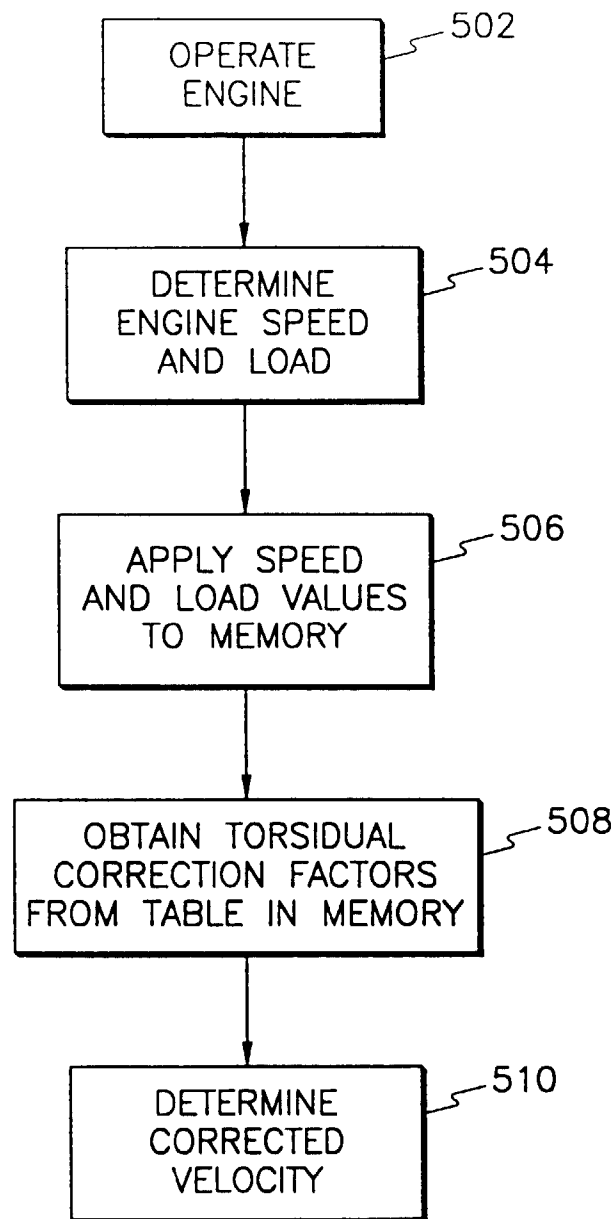 502
OPERATE
ENGINE
504
DETERMINE
ENGINE SPEED
AND LOAD
506
APPLY SPEED
AND LOAD VALUES
TO MEMORY
508
OBTAIN TORSIDUAL
CORRECTION FACTORS
FROM TABLE IN MEMORY
510
DETERMINE
CORRECTED
VELOCITY